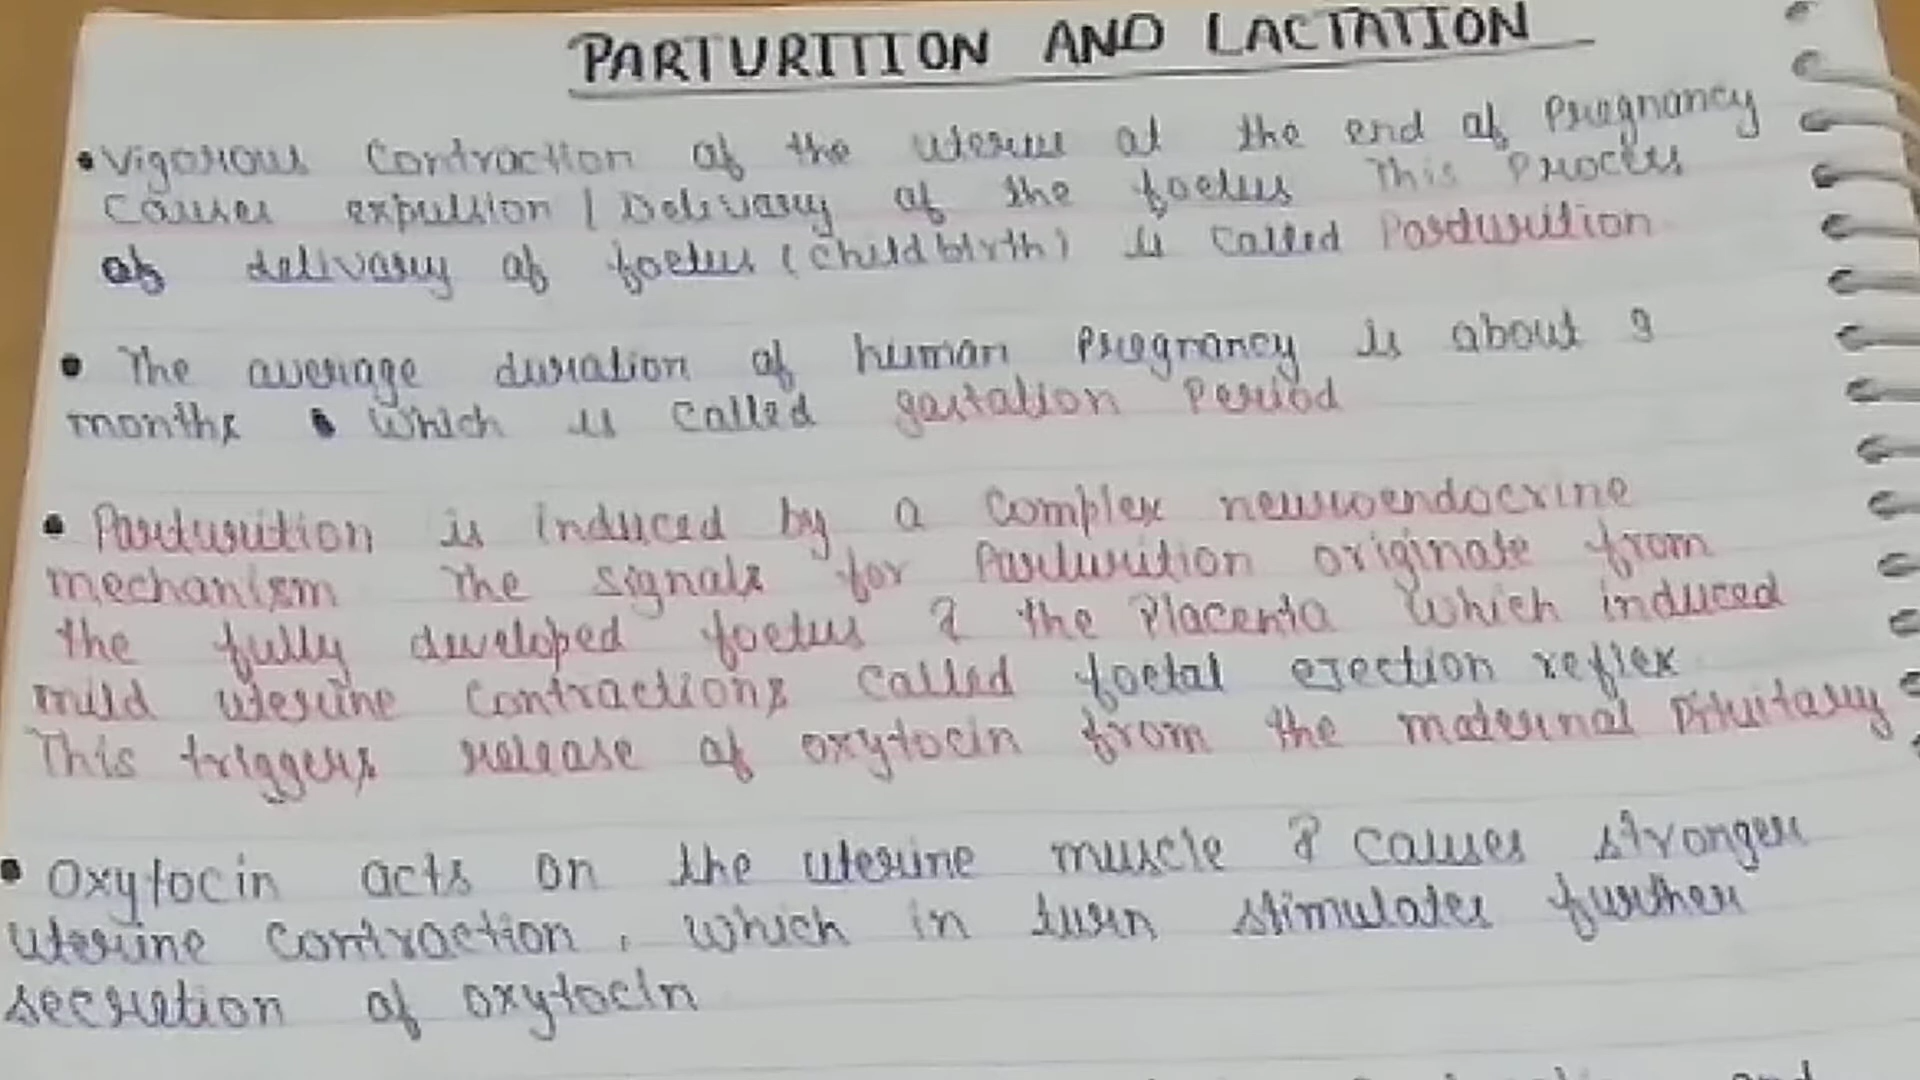 PARTURITION AND LACTATION
• Vigorous Contraction of the uterus at the end of Pregnancy
Causes expulsion / Delivary of the foetus This Process
of delivary of foetus (childbirth) is called Parturition
• The average duration of human Pregnancy is about 9
months Which is called gastation Period
• Parturition is induced by a Complex neuroendocrine
mechanism The signals for Parturition originate from
the fully developed foetus & the Placenta Which induced
mild uterine Contractions called foetal ejection reflex
This triggers release of oxytocin from the maternal Pituitary
• Oxytocin acts on the uterine muscle & causes stronger
uterine Contraction, which in turn stimulates further
secretion of oxytocin
and